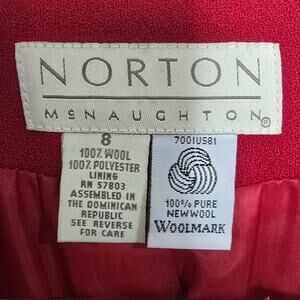 NORTON
McNAUGHTON®
8
100% WOOL
100% POLYESTER
LINING
RN 57803
ASSEMBLED IN
THE DOMINICAN
REPUBLIC
SEE REVERSE
FOR CARE
7001US81
100% PURE
NEW WOOL
WOOLMARK